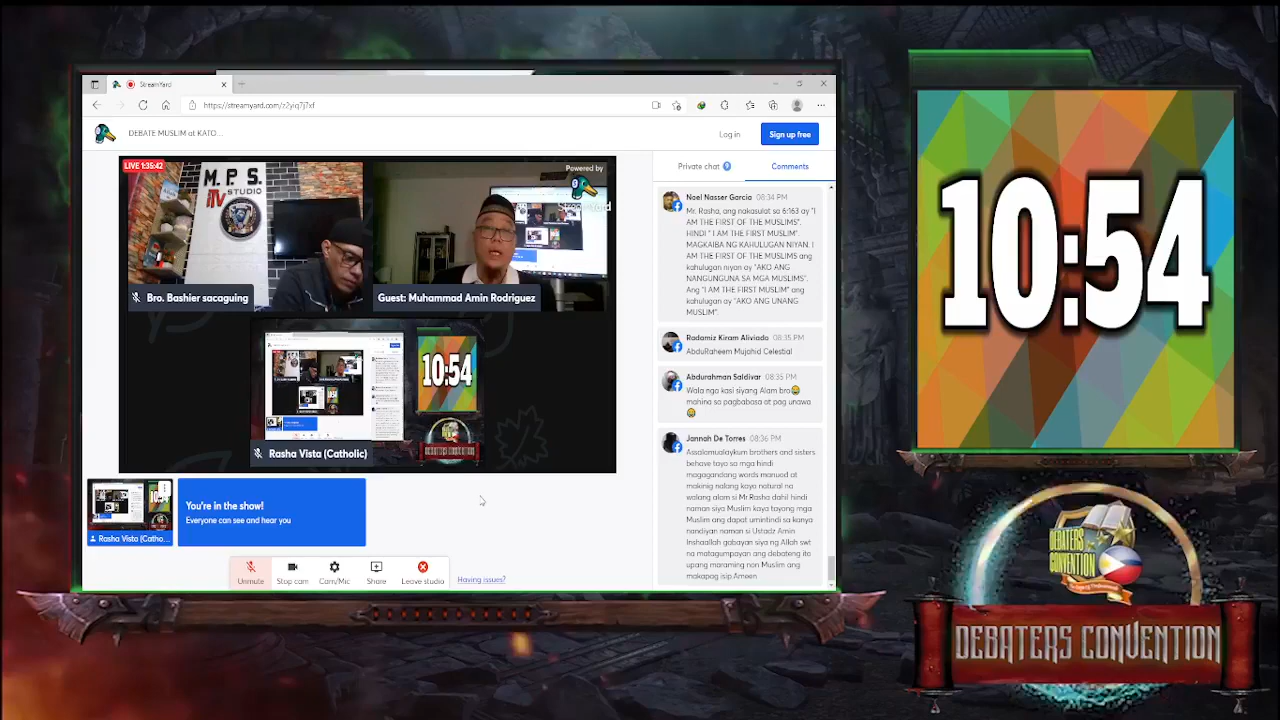 StreamYard
https://streamyard.com/z2yiq7j7xf
DEBATE MUSLIM at KATO...
Log in
Sign up free
LIVE 1:35:42
M. P. S.
iTV
STUDIO
Bro. Bashier sacaguing
Powered by
Guest: Muhammad Amin Rodriguez
10:54
Rasha Vista (Catholic)
Rasha Vista (Catho...
You're in the show!
Everyone can see and hear you
Unmute
Stop cam
Cam/Mic
Share
Leave studio
Having issues?
Private chat
Comments
Noel Nasser Garcia 08:34 PM
Mr. Rasha, ang nakasulat sa 6:163 ay "I
AM THE FIRST OF THE MUSLIMS".
HINDI " I AM THE FIRST MUSLIM".
MAGKAIBA NG KAHULUGAN NIYAN. I
AM THE FIRST OF THE MUSLIMS ang
kahulugan niyan ay "AKO ANG
NANGUNGUNA SA MGA MUSLIMS".
Ang "I AM THE FIRST MUSLIM" ang
kahulugan ay "AKO ANG UNANG
MUSLIM".
Radamiz Kiram Aliviado 08:35 PM
AbduRaheem Mujahid Celestial
Abdurahman Saldivar 08:35 PM
Wala nga kasi siyang Alam bro😂
mahina sa pagbabasa at pag unawa
😂
Jannah De Torres 08:36 PM
Assalamualaykum brothers and sisters
behave tayo sa mga hindi
magagandang words manuod at
makinig nalang kaya natural na
walang alam si Mr Rasha dahil hindi
naman siya Muslim kaya tayong mga
Muslim ang dapat umintindi sa kanya
nandiyan naman si Ustadz Amin
Inshaallah gabayan siya ng Allah swt
na matagumpayan ang debateng ito
upang maraming non Muslim ang
makapag isip Ameen
10:54
DEBATERS
CONVENTION
DEBATERS CONVENTION